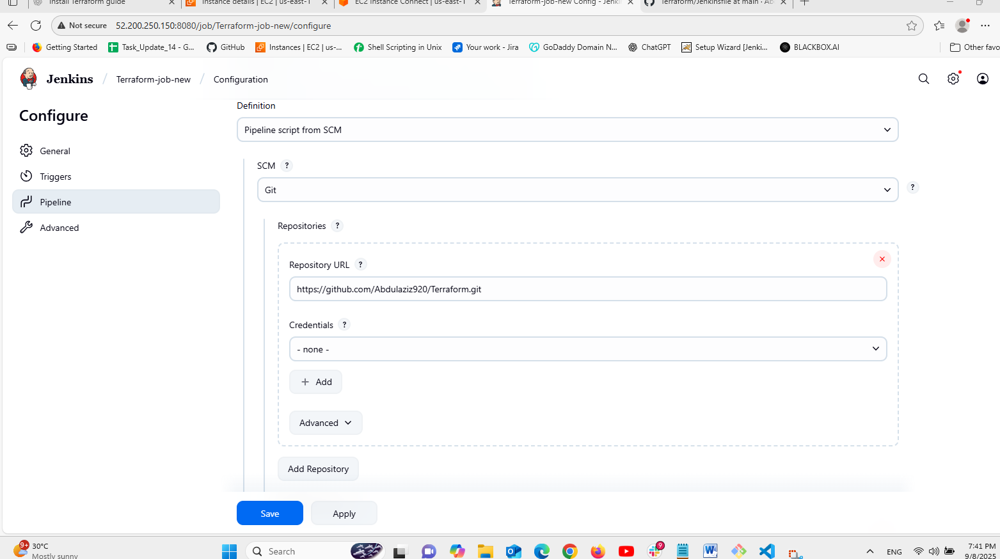 Install Terraform guide
Instance details | EC2 | us-east-1
EC2 Instance Connect | us-east-1
Terraform-job-new Config - Jenki
Terraform/Jenkinsfile at main · Ab
Not secure
52.200.250.150:8080/job/Terraform-job-new/configure
Getting Started
Task_Update_14 - G...
GitHub
Instances | EC2 | us-...
Shell Scripting in Unix
Your work - Jira
GoDaddy Domain N...
ChatGPT
Setup Wizard [Jenki...
BLACKBOX.AI
Other favo
Jenkins / Terraform-job-new / Configuration
Configure
General
Triggers
Pipeline
Advanced
Definition
Pipeline script from SCM
SCM ?
Git
?
Repositories ?
Repository URL ?
https://github.com/Abdulaziz920/Terraform.git
Credentials ?
- none -
+ Add
Advanced
Add Repository
Save
Apply
9+
30°C
Mostly sunny
Search
9
ENG
7:41 PM
9/8/2025